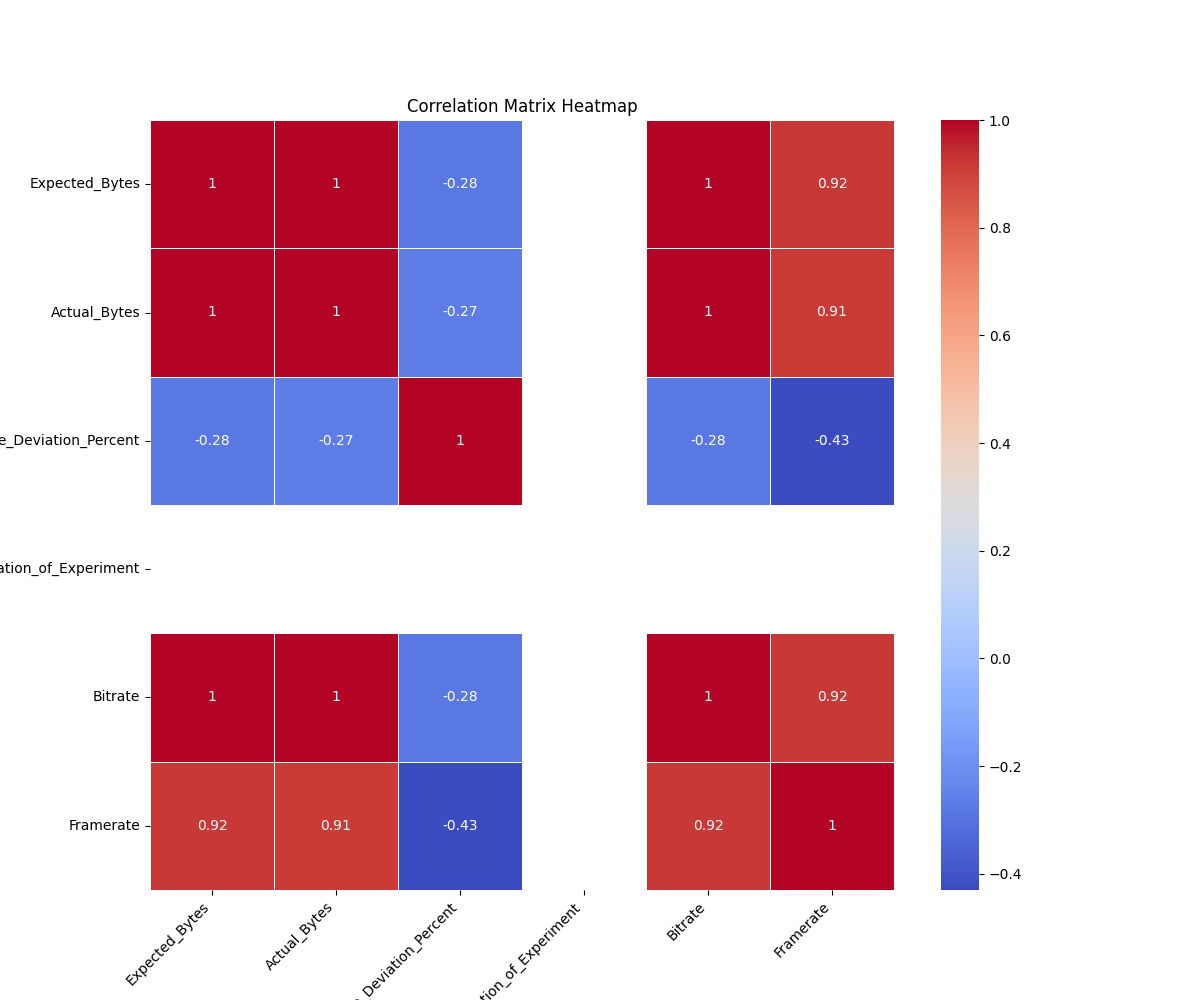 Correlation Matrix Heatmap
Expected_Bytes 1 1 -0.28 1 0.92
Actual_Bytes 1 1 -0.27 1 0.91
e_Deviation_Percent -0.28 -0.27 1 -0.28 -0.43
ation_of_Experiment
Bitrate 1 1 -0.28 1 0.92
Framerate 0.92 0.91 -0.43 0.92 1
Expected_Bytes
Actual_Bytes
_Deviation_Percent
tion_of_Experiment
Bitrate
Framerate
1.0
0.8
0.6
0.4
0.2
0.0
−0.2
−0.4